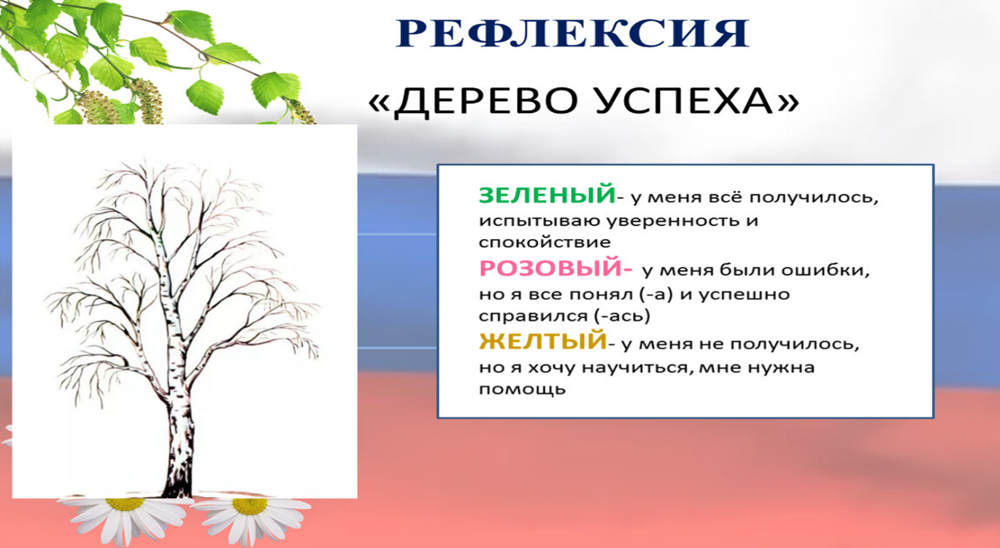 РЕФЛЕКСИЯ
«ДЕРЕВО УСПЕХА»
ЗЕЛЕНЫЙ- у меня всё получилось,
испытываю уверенность и
спокойствие
РОЗОВЫЙ- у меня были ошибки,
но я все понял (-а) и успешно
справился (-ась)
ЖЕЛТЫЙ- у меня не получилось,
но я хочу научиться, мне нужна
помощь